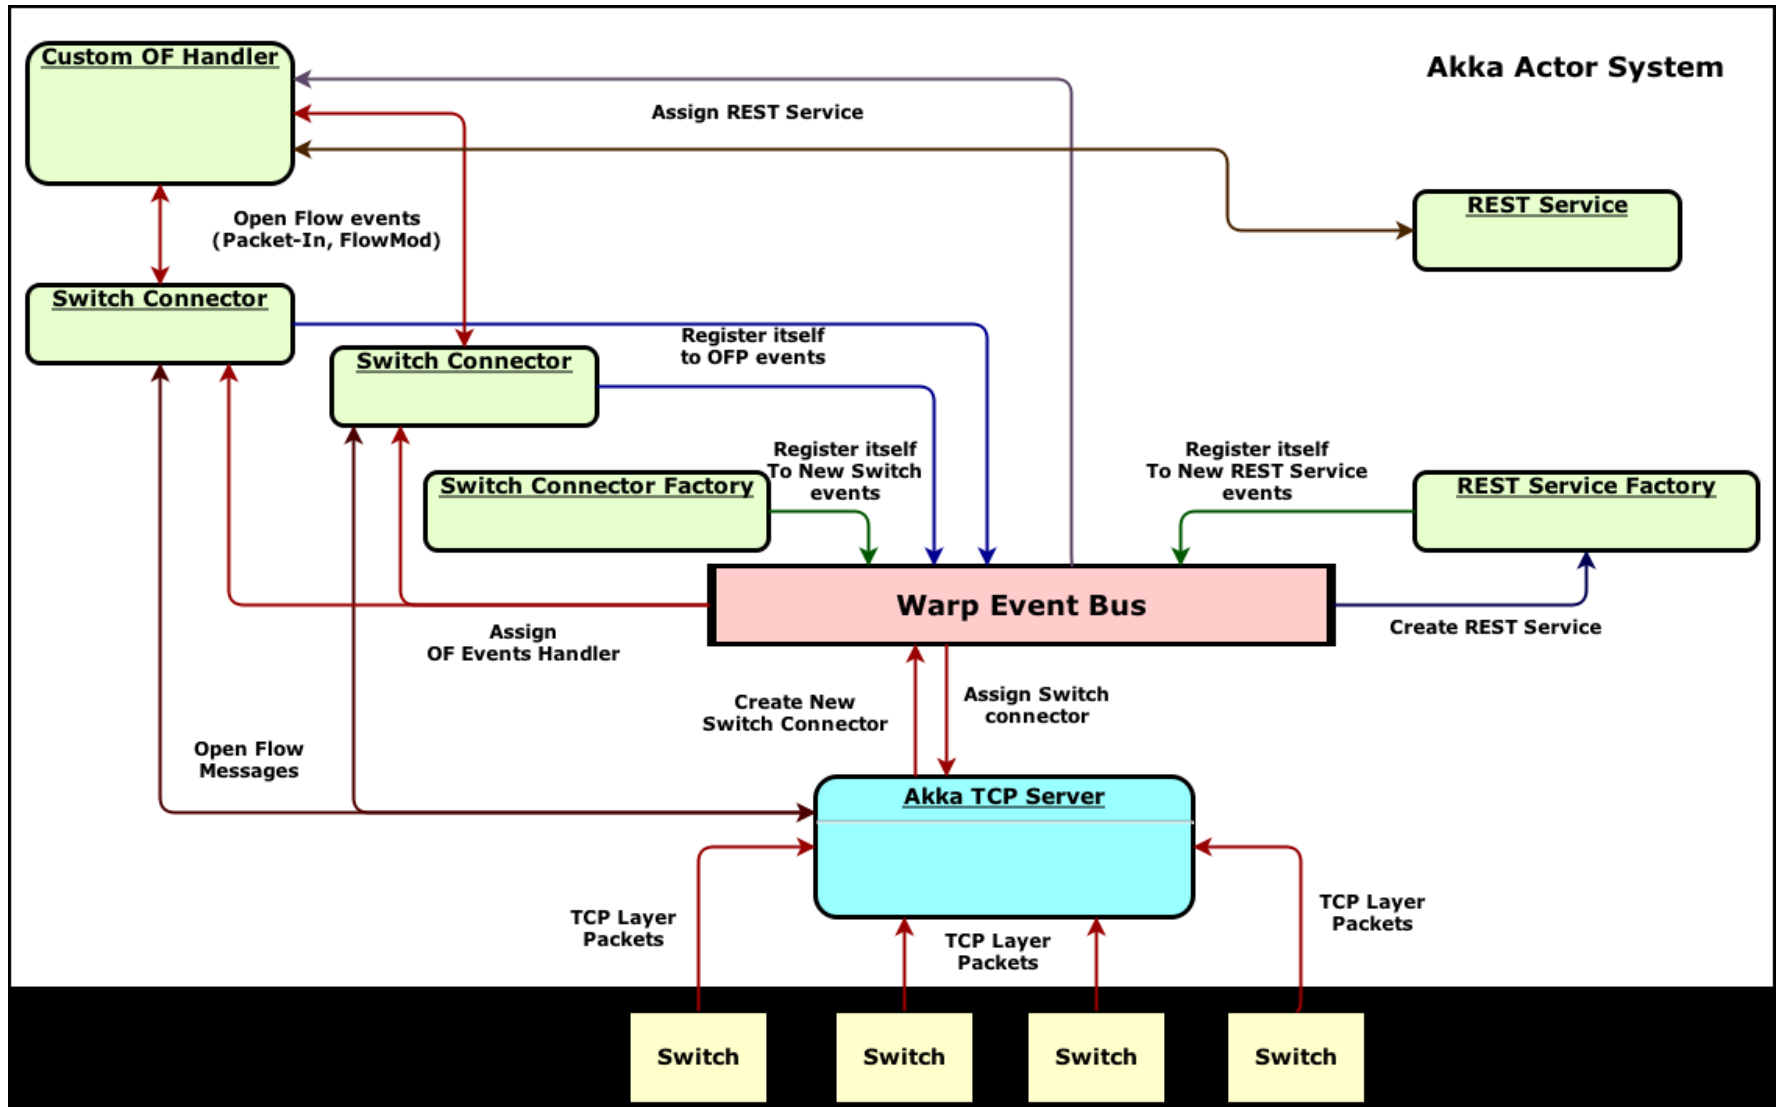 Custom OF Handler
Akka Actor System
Assign REST Service
REST Service
Open Flow events
(Packet-In, FlowMod)
Switch Connector
Register itself
to OFP events
Switch Connector
Register itself
To New Switch
events
Register itself
To New REST Service
events
Switch Connector Factory
REST Service Factory
Warp Event Bus
Assign
OF Events Handler
Create REST Service
Create New
Switch Connector
Assign Switch
connector
Open Flow
Messages
Akka TCP Server
TCP Layer
Packets
TCP Layer
Packets
TCP Layer
Packets
Switch
Switch
Switch
Switch